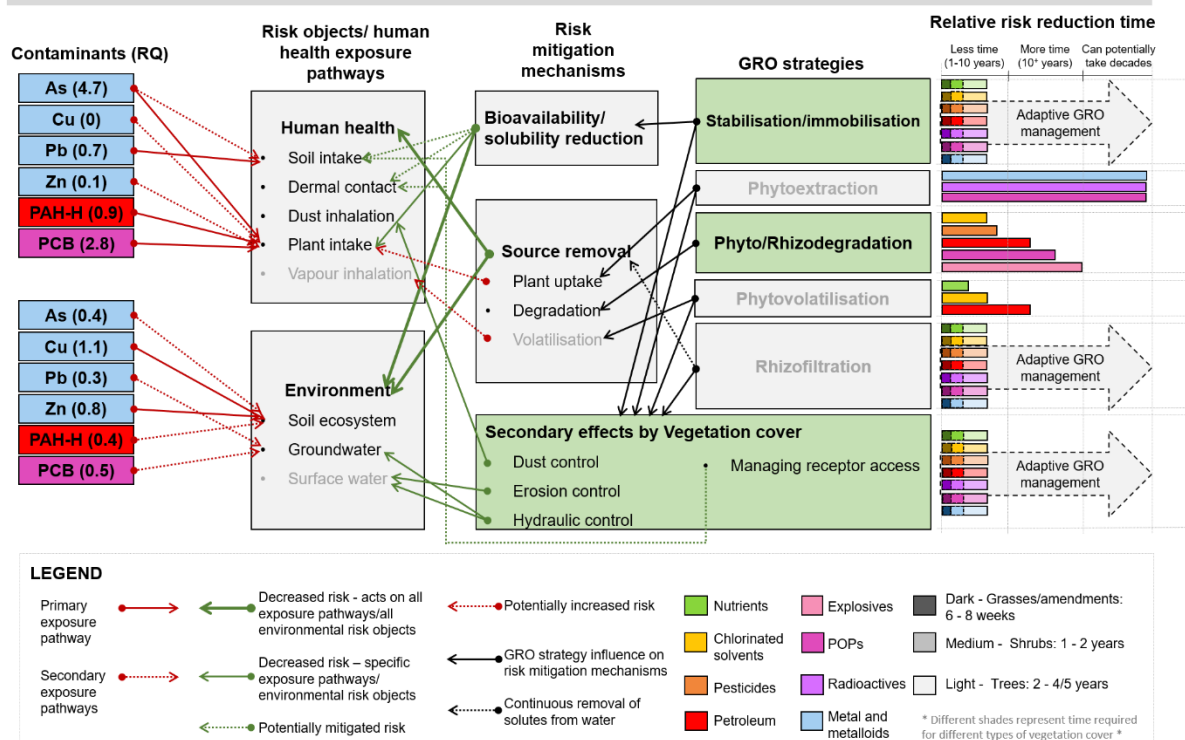 Relative risk reduction time
Risk objects/ human
health exposure
pathways
Risk
mitigation
mechanisms
Contaminants (RQ)
GRO strategies
Less time
(1-10 years)
More time
(10⁺ years)
Can potentially
take decades
As (4.7)
Cu (0)
Pb (0.7)
Zn (0.1)
PAH-H (0.9)
PCB (2.8)
Human health
Soil intake
Dermal contact
Dust inhalation
Plant intake
Vapour inhalation
Bioavailability/
solubility reduction
Source removal
Plant uptake
Degradation
Volatilisation
Stabilisation/immobilisation
Phytoextraction
Phyto/Rhizodegradation
Phytovolatilisation
Rhizofiltration
Adaptive GRO
management
Adaptive GRO
management
Adaptive GRO
management
As (0.4)
Cu (1.1)
Pb (0.3)
Zn (0.8)
PAH-H (0.4)
PCB (0.5)
Environment
Soil ecosystem
Groundwater
Surface water
Secondary effects by Vegetation cover
Dust control
Erosion control
Hydraulic control
Managing receptor access
LEGEND
Primary
exposure
pathway
Secondary
exposure
pathways
Decreased risk - acts on all
exposure pathways/all
environmental risk objects
Decreased risk – specific
exposure pathways/
environmental risk objects
Potentially mitigated risk
Potentially increased risk
GRO strategy influence on
risk mitigation mechanisms
Continuous removal of
solutes from water
Nutrients
Chlorinated
solvents
Pesticides
Petroleum
Explosives
POPs
Radioactives
Metal and
metalloids
Dark - Grasses/amendments:
6 - 8 weeks
Medium - Shrubs: 1 - 2 years
Light - Trees: 2 - 4/5 years
* Different shades represent time required
for different types of vegetation cover *